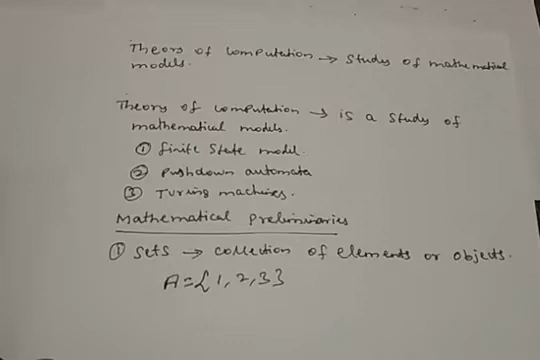 Theory of computation → Study of mathematical
models.
Theory of computation → is a study of
mathematical models.
① finite state model.
② pushdown automata
③ Turing machines.
Mathematical preliminaries
① sets → collection of elements or objects.
A={1,2,3}